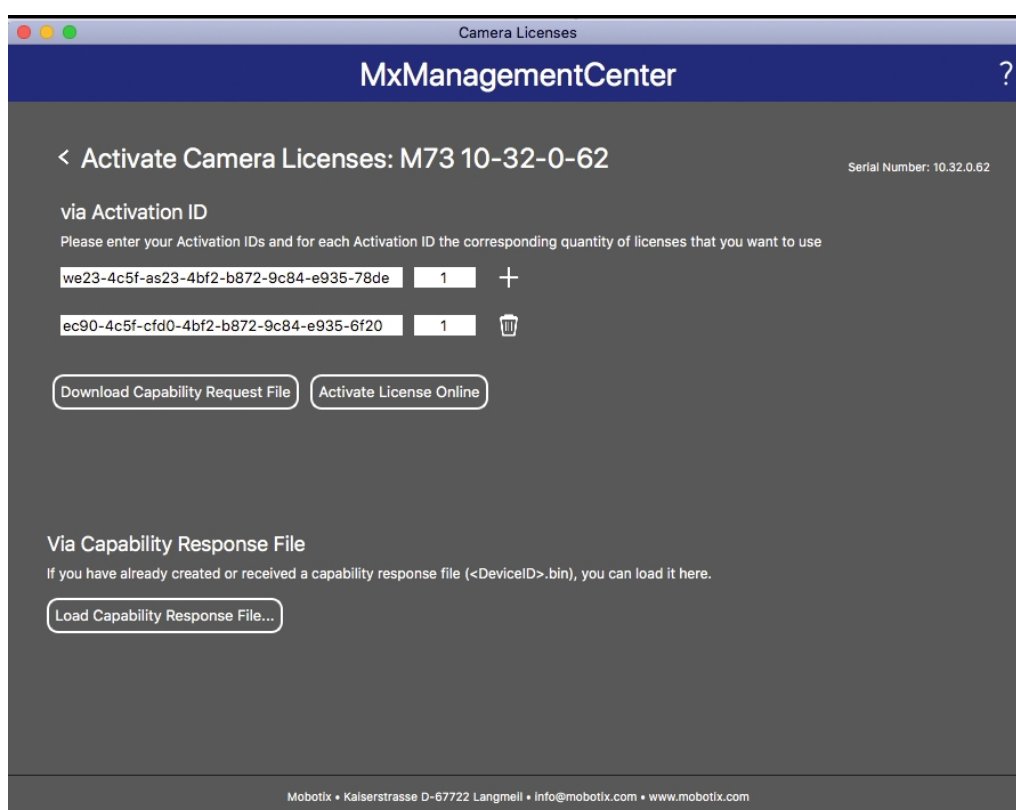 Camera Licenses
MxManagementCenter
?
< Activate Camera Licenses: M73 10-32-0-62
Serial Number: 10.32.0.62
via Activation ID
Please enter your Activation IDs and for each Activation ID the corresponding quantity of licenses that you want to use
we23-4c5f-as23-4bf2-b872-9c84-e935-78de 1
ec90-4c5f-cfd0-4bf2-b872-9c84-e935-6f20 1
Download Capability Request File Activate License Online
Via Capability Response File
If you have already created or received a capability response file (<DeviceID>.bin), you can load it here.
Load Capability Response File...
Mobotix • Kaiserstrasse D-67722 Langmeil • info@mobotix.com • www.mobotix.com